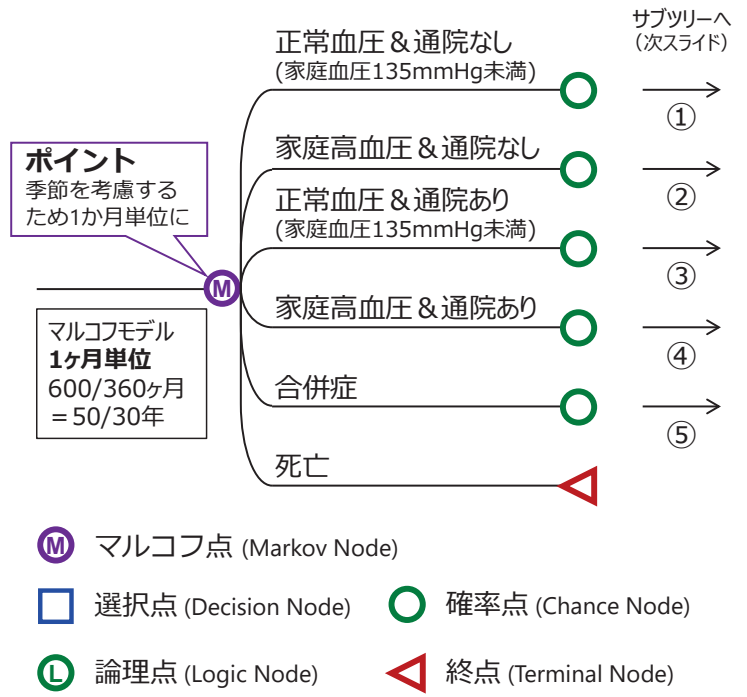 サブツリーへ
（次スライド）
正常血圧＆通院なし
(家庭血圧135mmHg未満)
①
家庭高血圧＆通院なし
②
ポイント
季節を考慮する
ため1か月単位に
正常血圧＆通院あり
(家庭血圧135mmHg未満)
③
M
家庭高血圧＆通院あり
④
マルコフモデル
1ヶ月単位
600/360ヶ月
＝50/30年
合併症
⑤
死亡
M マルコフ点 (Markov Node)
選択点 (Decision Node)
確率点 (Chance Node)
L 論理点 (Logic Node)
終点 (Terminal Node)